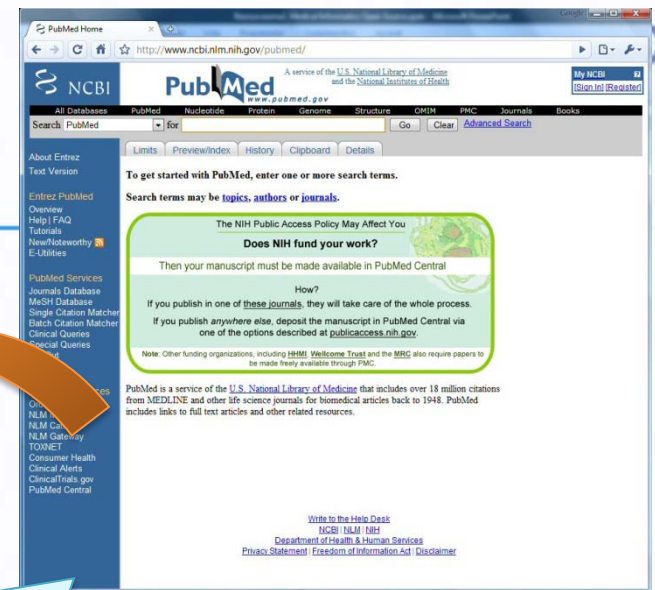 PubMed Home
http://www.ncbi.nlm.nih.gov/pubmed/
NCBI
PubMed
www.pubmed.gov
A service of the U.S. National Library of Medicine
and the National Institutes of Health
My NCBI
[Sign In] [Register]
All Databases PubMed Nucleotide Protein Genome Structure OMIM PMC Journals Books
Search PubMed for Go Clear Advanced Search
Limits Preview/Index History Clipboard Details
About Entrez
Text Version
Entrez PubMed
Overview
Help | FAQ
Tutorials
New/Noteworthy
E-Utilities
PubMed Services
Journals Database
MeSH Database
Single Citation Matcher
Batch Citation Matcher
Clinical Queries
Special Queries
NLM
NLM
NLM Gateway
TOXNET
Consumer Health
Clinical Alerts
ClinicalTrials.gov
PubMed Central
To get started with PubMed, enter one or more search terms.
Search terms may be topics, authors or journals.
The NIH Public Access Policy May Affect You
Does NIH fund your work?
Then your manuscript must be made available in PubMed Central
How?
If you publish in one of these journals, they will take care of the whole process.
If you publish anywhere else, deposit the manuscript in PubMed Central via
one of the options described at publicaccess.nih.gov.
Note: Other funding organizations, including HHMI, Wellcome Trust and the MRC also require papers to
be made freely available through PMC.
PubMed is a service of the U.S. National Library of Medicine that includes over 18 million citations
from MEDLINE and other life science journals for biomedical articles back to 1948. PubMed
includes links to full text articles and other related resources.
Write to the Help Desk
NCBI | NLM | NIH
Department of Health & Human Services
Privacy Statement | Freedom of Information Act | Disclaimer